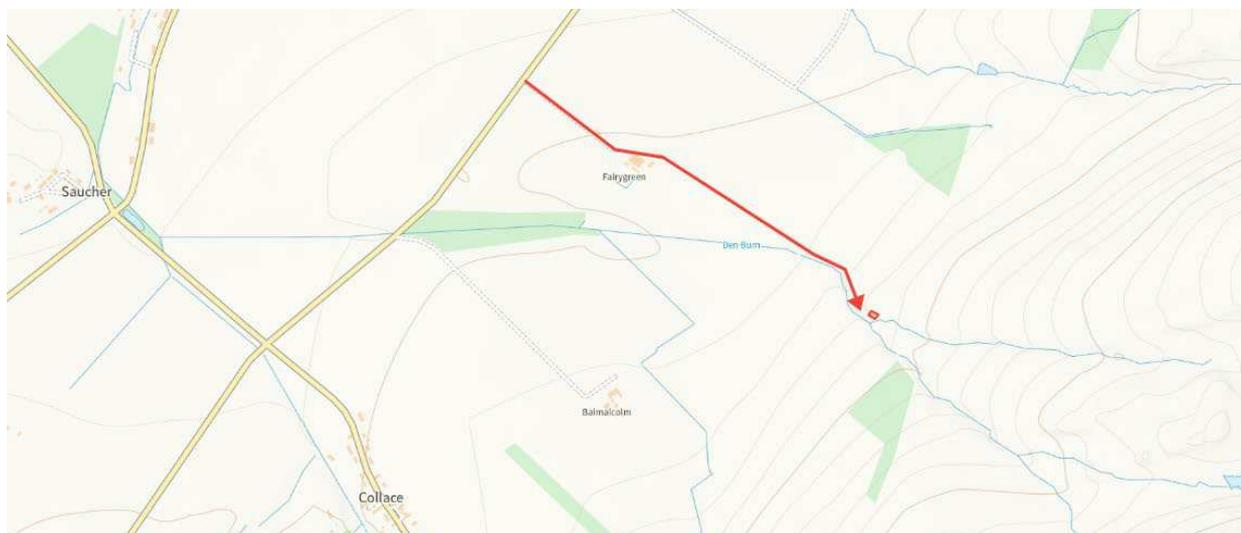 Saucher
Fairygreen
Den Burn
Balmalcolm
Collace